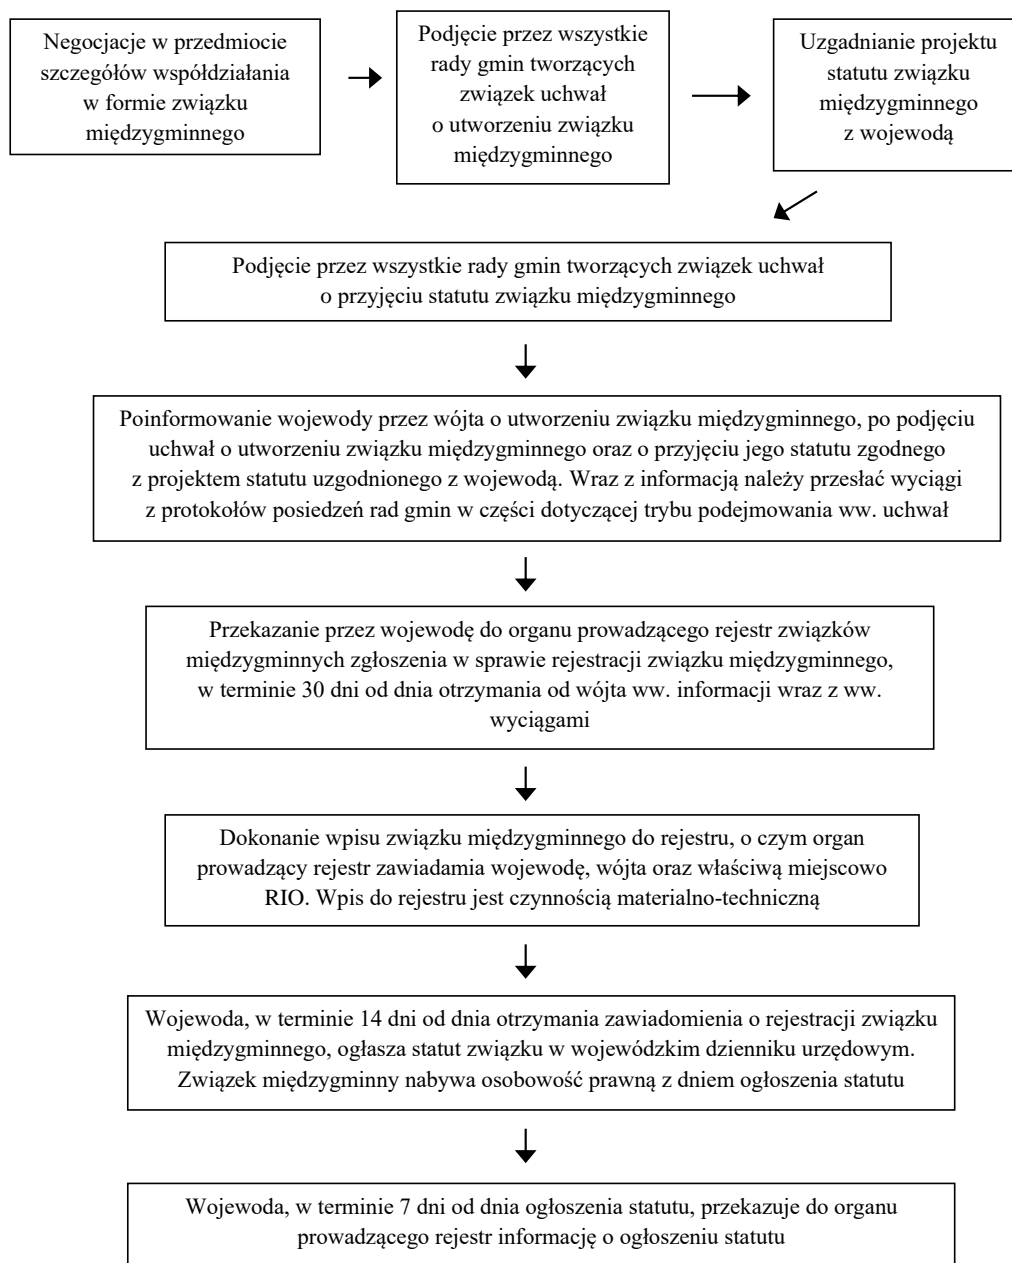 Negocjacje w przedmiocie
szczegółów współdziałania
w formie związku
międzygminnego
Podjęcie przez wszystkie
rady gmin tworzących
związek uchwał
o utworzeniu związku
międzygminnego
Uzgadnianie projektu
statutu związku
międzygminnego
z wojewodą
Podjęcie przez wszystkie rady gmin tworzących związek uchwał
o przyjęciu statutu związku międzygminnego
Poinformowanie wojewody przez wójta o utworzeniu związku międzygminnego, po podjęciu
uchwał o utworzeniu związku międzygminnego oraz o przyjęciu jego statutu zgodnego
z projektem statutu uzgodnionego z wojewodą. Wraz z informacją należy przesłać wyciągi
z protokołów posiedzeń rad gmin w części dotyczącej trybu podejmowania ww. uchwał
Przekazanie przez wojewodę do organu prowadzącego rejestr związków
międzygminnych zgłoszenia w sprawie rejestracji związku międzygminnego,
w terminie 30 dni od dnia otrzymania od wójta ww. informacji wraz z ww.
wyciągami
Dokonanie wpisu związku międzygminnego do rejestru, o czym organ
prowadzący rejestr zawiadamia wojewodę, wójta oraz właściwą miejscowo
RIO. Wpis do rejestru jest czynnością materialno-techniczną
Wojewoda, w terminie 14 dni od dnia otrzymania zawiadomienia o rejestracji związku
międzygminnego, ogłasza statut związku w wojewódzkim dzienniku urzędowym.
Związek międzygminny nabywa osobowość prawną z dniem ogłoszenia statutu
Wojewoda, w terminie 7 dni od dnia ogłoszenia statutu, przekazuje do organu
prowadzącego rejestr informację o ogłoszeniu statutu